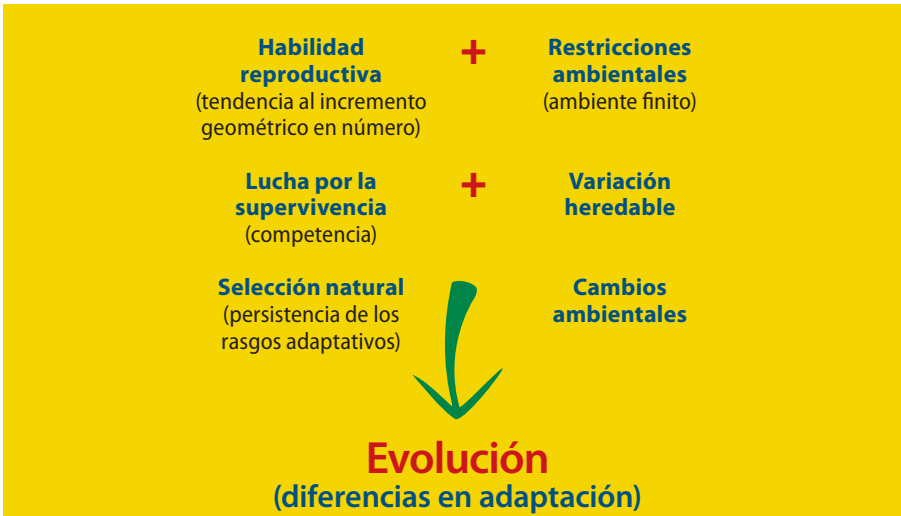 Habilidad
reproductiva
(tendencia al incremento
geométrico en número)
+
Restricciones
ambientales
(ambiente finito)
Lucha por la
supervivencia
(competencia)
+
Variación
heredable
Selección natural
(persistencia de los
rasgos adaptativos)
Cambios
ambientales
Evolución
(diferencias en adaptación)